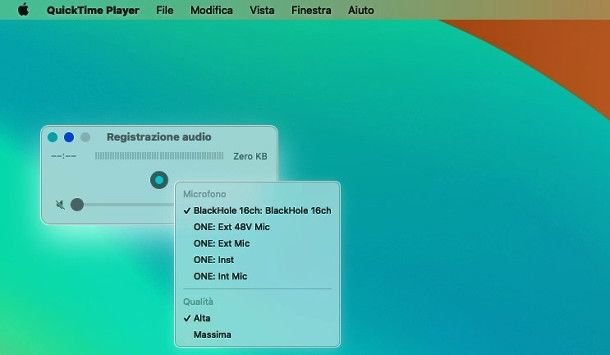 QuickTime Player File Modifica Vista Finestra Aiuto
Registrazione audio
--:-- Zero KB
Microfono
✓ BlackHole 16ch: BlackHole 16ch
ONE: Ext 48V Mic
ONE: Ext Mic
ONE: Inst
ONE: Int Mic
Qualità
✓ Alta
Massima